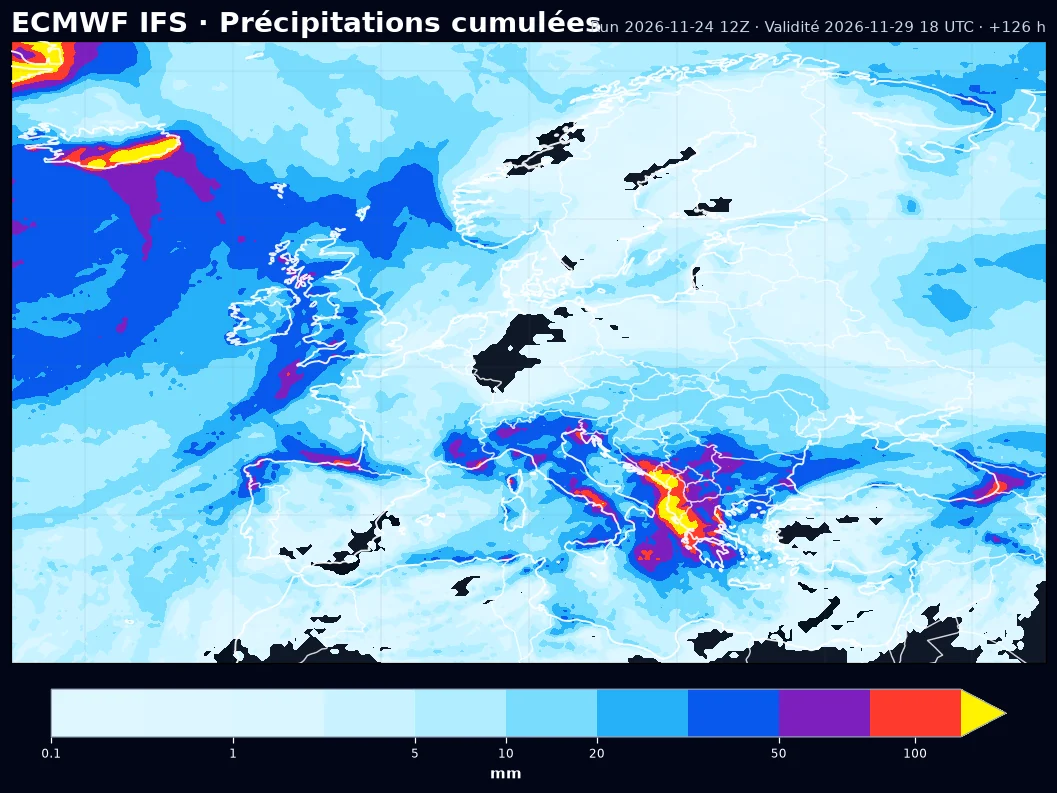 ECMWF IFS · Précipitations cumulées
Run 2026-11-24 12Z · Validité 2026-11-29 18 UTC · +126 h
0.1 1 5 10 20 50 100
mm